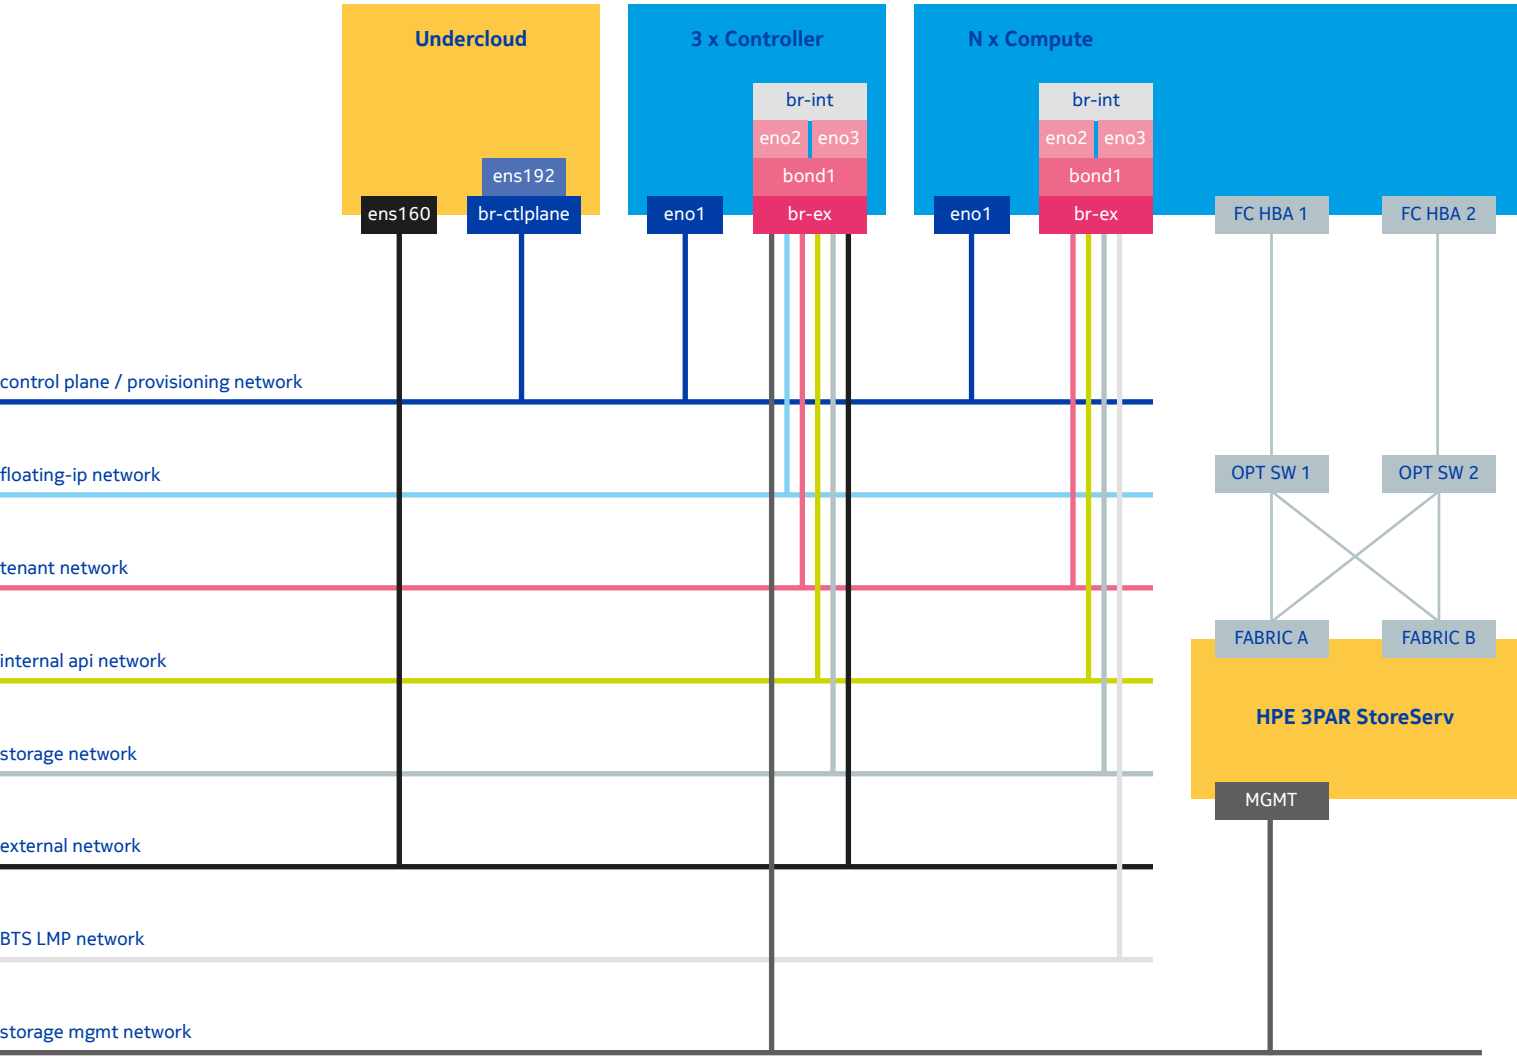 Undercloud
3 x Controller
N x Compute
br-int
br-int
eno2
eno3
eno2
eno3
ens192
bond1
bond1
ens160
br-ctlplane
eno1
br-ex
eno1
br-ex
FC HBA 1
FC HBA 2
control plane / provisioning network
floating-ip network
OPT SW 1
OPT SW 2
tenant network
FABRIC A
FABRIC B
internal api network
HPE 3PAR StoreServ
storage network
MGMT
external network
BTS LMP network
storage mgmt network